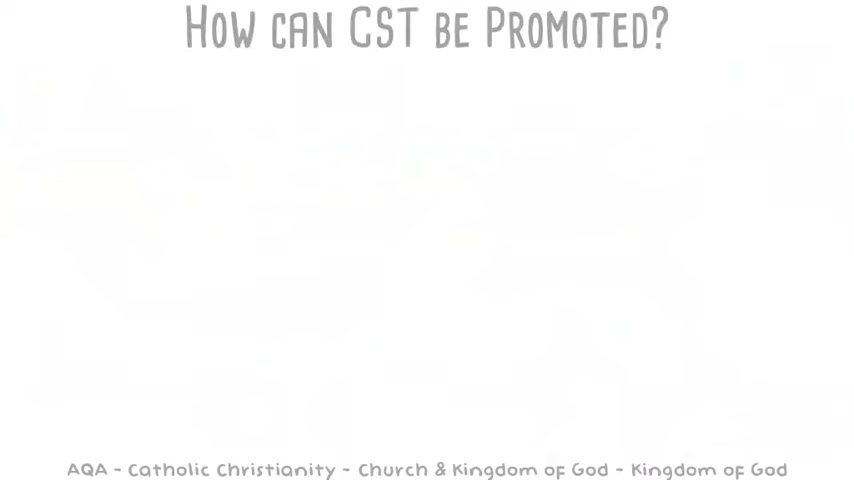 How can CST be Promoted?
AQA - Catholic Christianity - Church & Kingdom of God - Kingdom of God